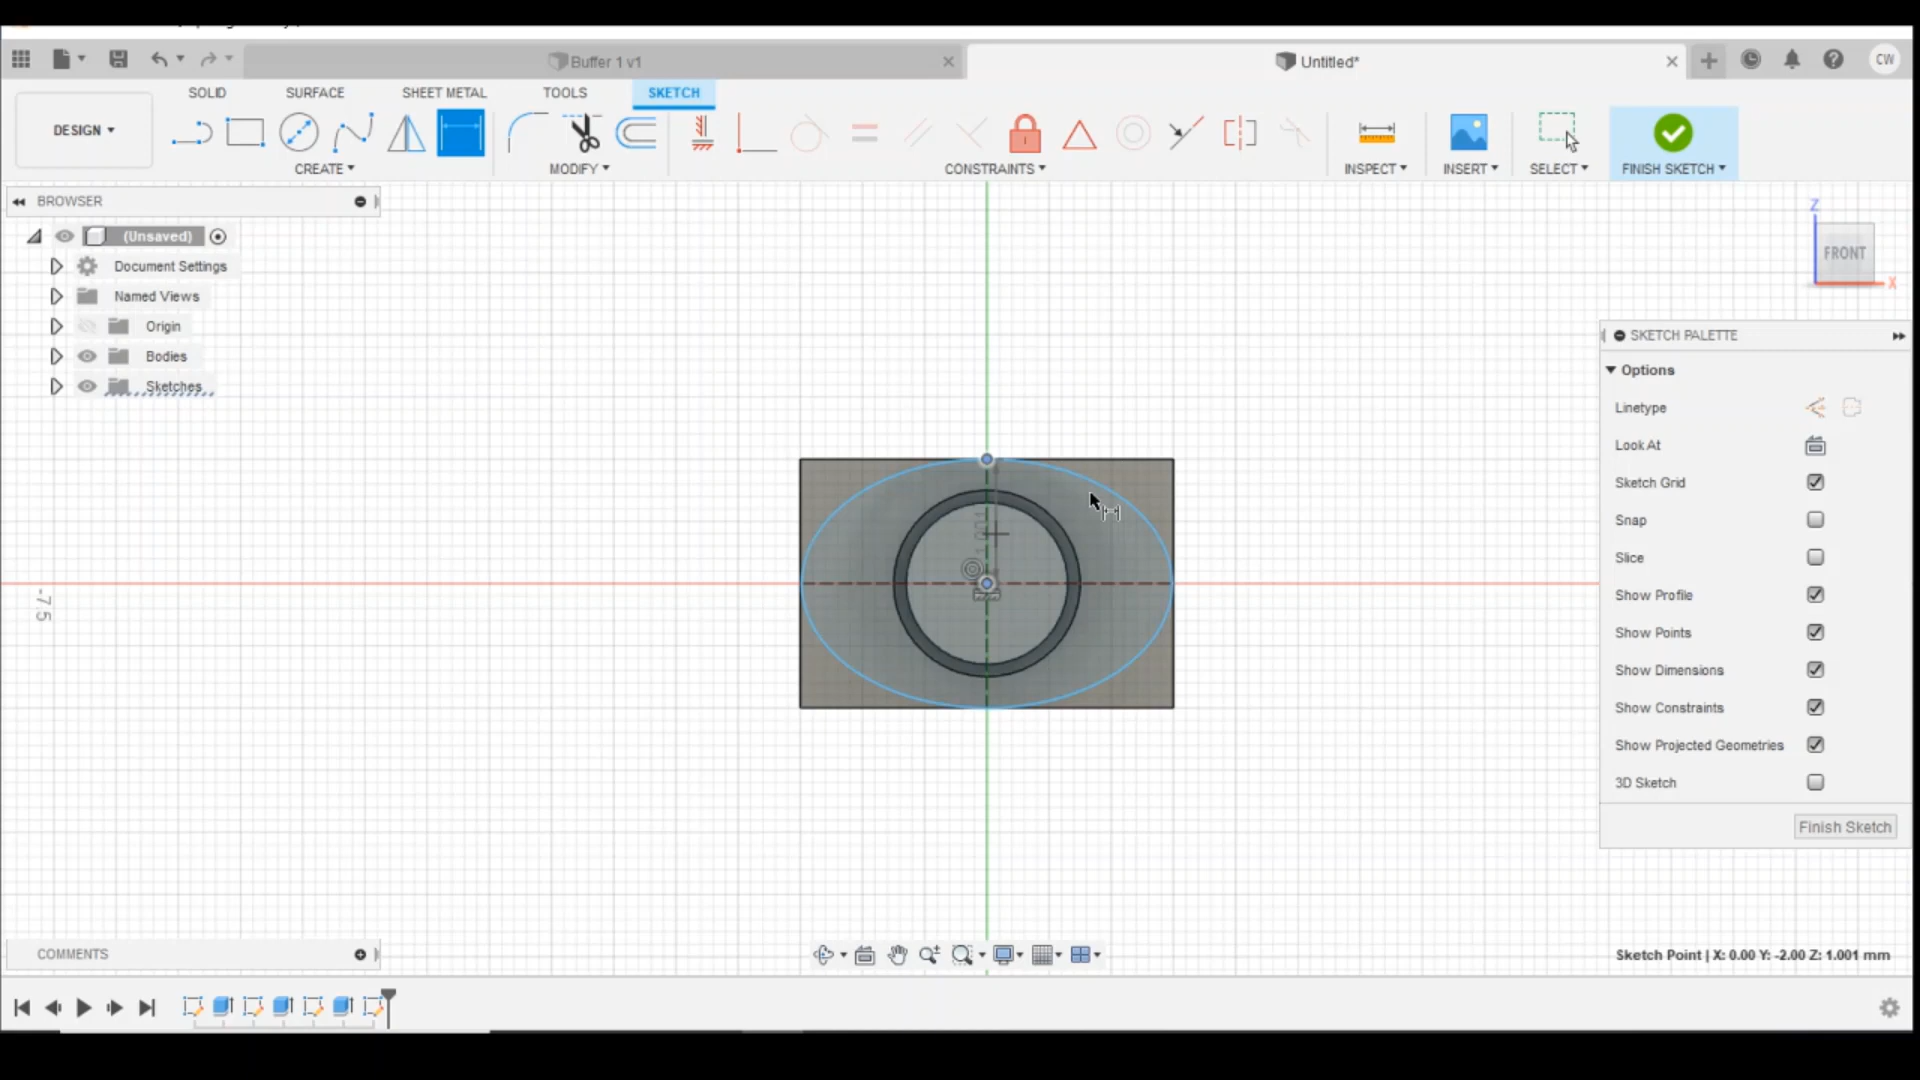 Buffer 1 v1
Untitled*
CW
DESIGN
SOLID
SURFACE
SHEET METAL
TOOLS
SKETCH
CREATE
MODIFY
CONSTRAINTS
INSPECT
INSERT
SELECT
FINISH SKETCH
BROWSER
(Unsaved)
Document Settings
Named Views
Origin
Bodies
Sketches
Z
FRONT
X
SKETCH PALETTE
Options
Linetype
Look At
Sketch Grid
Snap
Slice
Show Profile
Show Points
Show Dimensions
Show Constraints
Show Projected Geometries
3D Sketch
Finish Sketch
-7.5
1.001
COMMENTS
Sketch Point | X: 0.00 Y: -2.00 Z: 1.001 mm